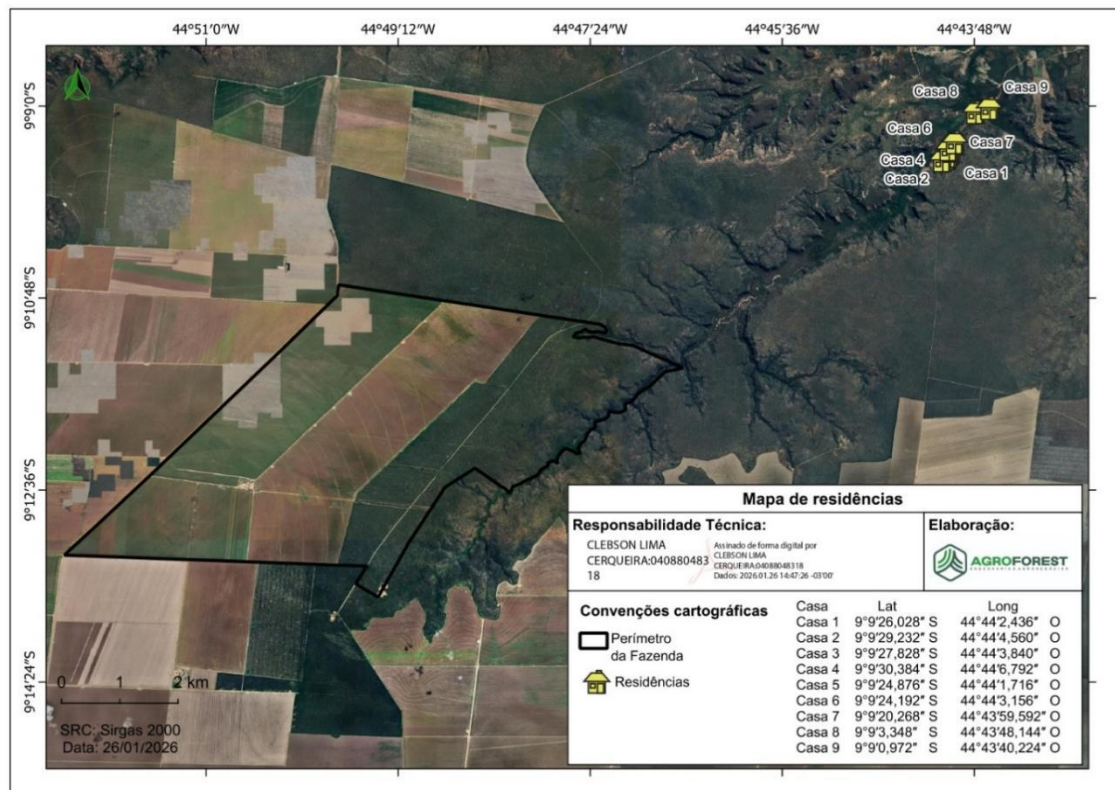 44°51'0"W 44°49'12"W 44°47'24"W 44°45'36"W 44°43'48"W
9°9'0"S
9°10'48"S
9°12'36"S
9°14'24"S
Casa 8
Casa 9
Casa 6
Casa 7
Casa 4
Casa 2
Casa 1
0 1 2 km
SRC: Sirgas 2000
Data: 26/01/2026
Mapa de residências
Responsabilidade Técnica:
CLEBSON LIMA
CERQUEIRA:040880483
18
Assinado de forma digital por
CLEBSON LIMA
CERQUEIRA:04088048318
Dados: 2026.01.26 14:47:26 -03'00'
Elaboração:
AGROFOREST
Convenções cartográficas
Perímetro
da Fazenda
Residências
Casa Lat Long
Casa 1 9°9'26,028" S 44°44'2,436" O
Casa 2 9°9'29,232" S 44°44'4,560" O
Casa 3 9°9'27,828" S 44°44'3,840" O
Casa 4 9°9'30,384" S 44°44'6,792" O
Casa 5 9°9'24,876" S 44°44'1,716" O
Casa 6 9°9'24,192" S 44°44'3,156" O
Casa 7 9°9'20,268" S 44°43'59,592" O
Casa 8 9°9'3,348" S 44°43'48,144" O
Casa 9 9°9'0,972" S 44°43'40,224" O